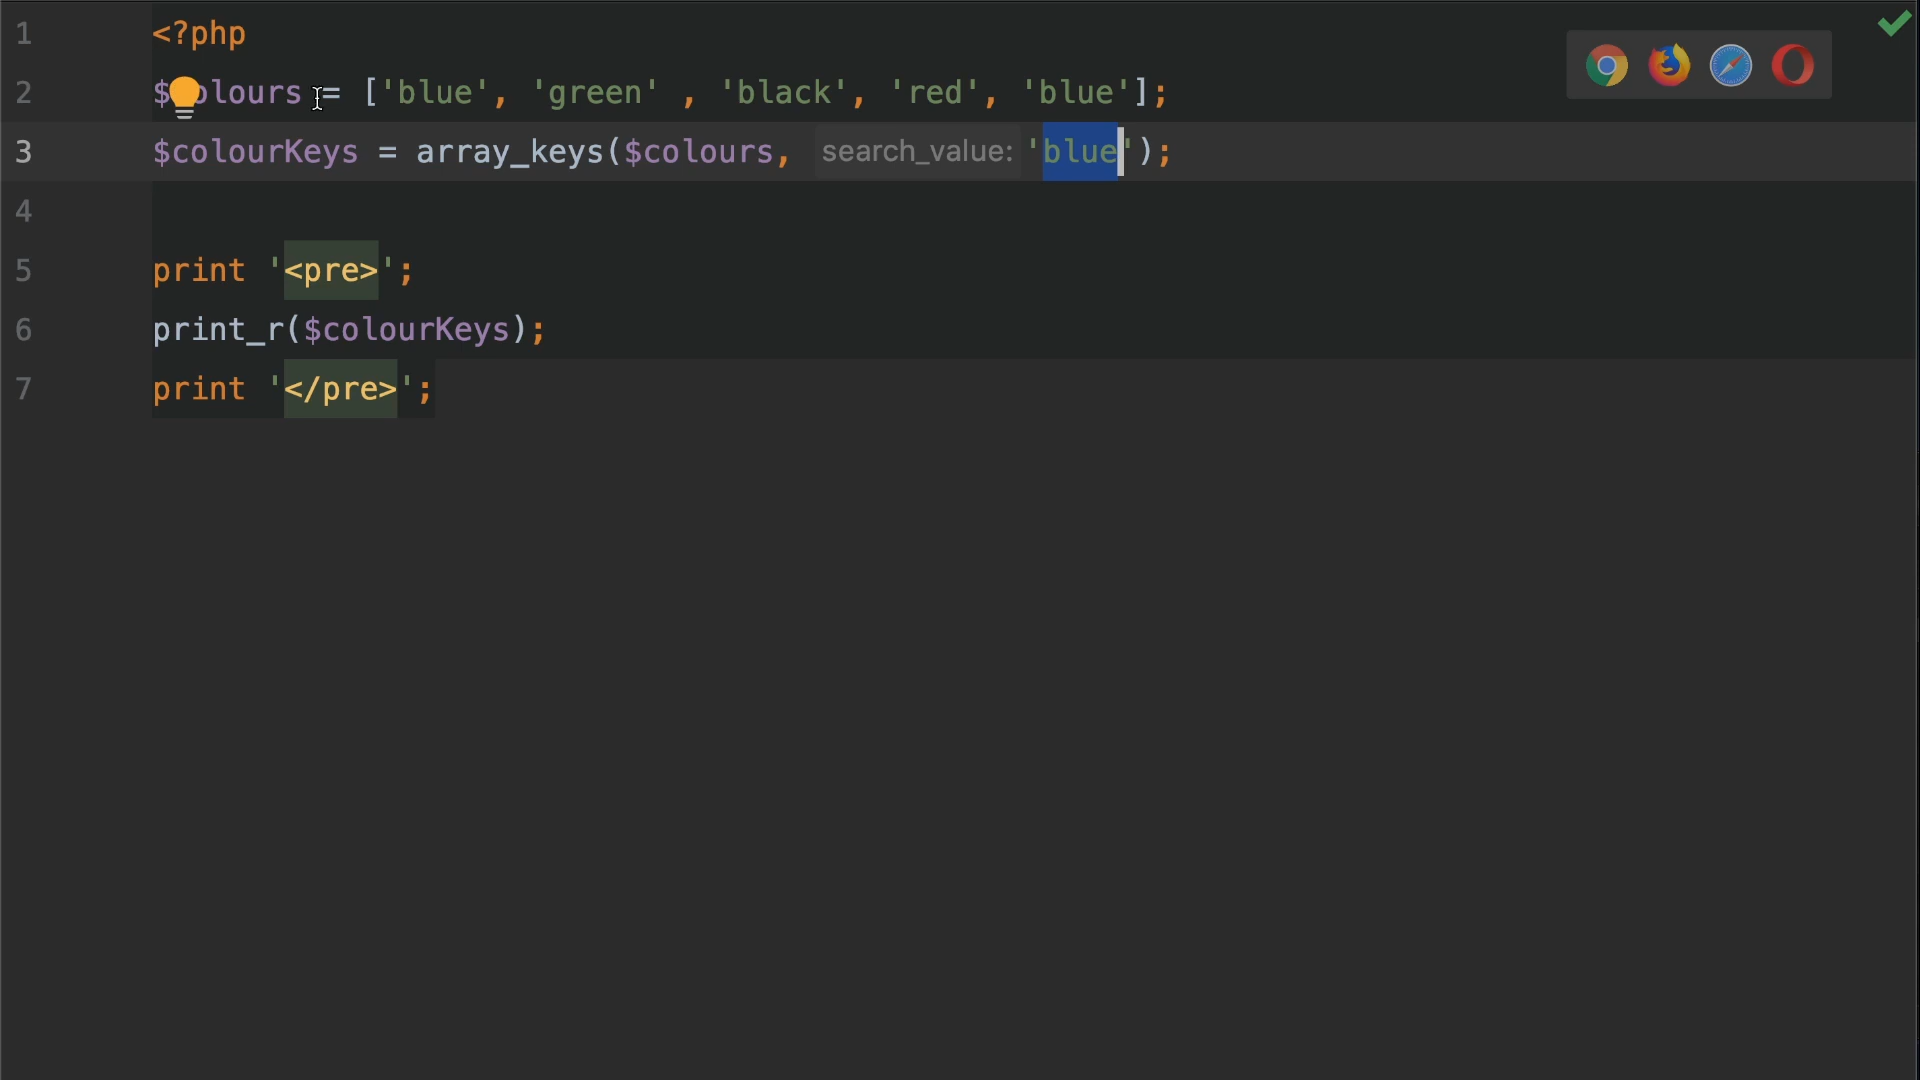 1 <?php
2 $colours = ['blue', 'green' , 'black', 'red', 'blue'];
3 $colourKeys = array_keys($colours, search_value: 'blue');
4
5 print '<pre>';
6 print_r($colourKeys);
7 print '</pre>';